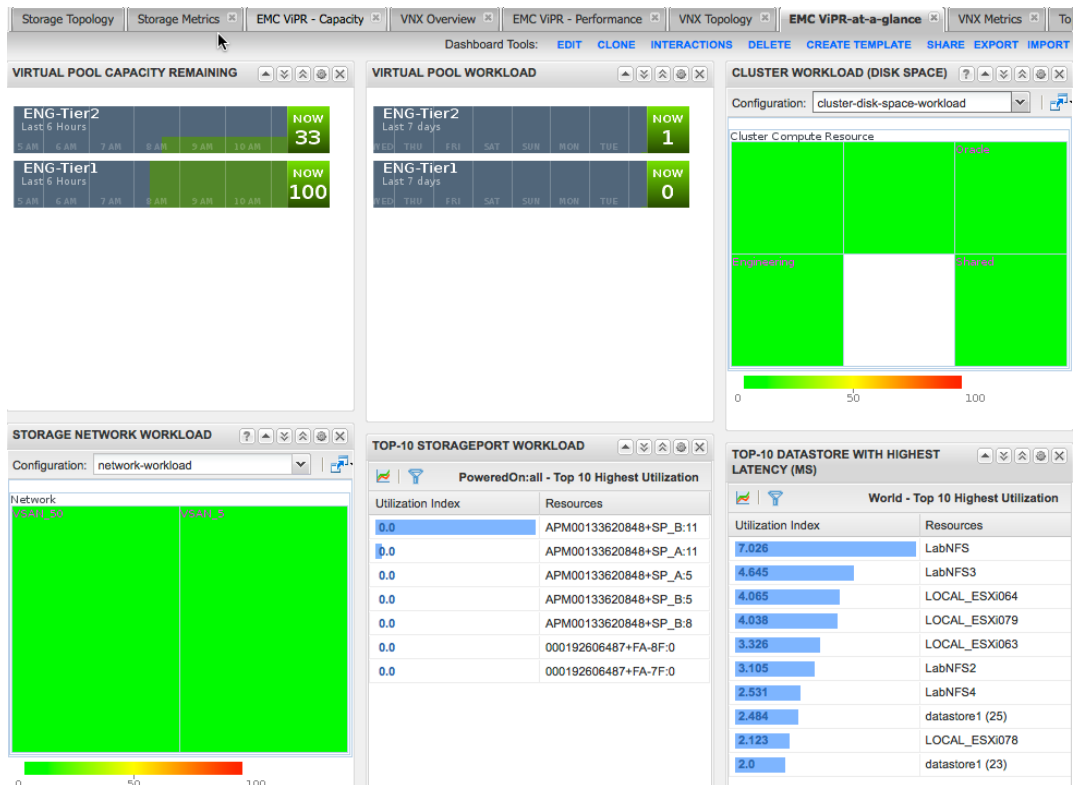 Storage Topology
Storage Metrics
EMC ViPR - Capacity
VNX Overview
EMC ViPR - Performance
VNX Topology
EMC ViPR-at-a-glance
VNX Metrics
To
Dashboard Tools: EDIT CLONE INTERACTIONS DELETE CREATE TEMPLATE SHARE EXPORT IMPORT
VIRTUAL POOL CAPACITY REMAINING
ENG-Tier2
Last 6 Hours
5 AM 6 AM 7 AM 8 AM 9 AM 10 AM
NOW
33
ENG-Tier1
Last 6 Hours
5 AM 6 AM 7 AM 8 AM 9 AM 10 AM
NOW
100
VIRTUAL POOL WORKLOAD
ENG-Tier2
Last 7 days
WED THU FRI SAT SUN MON TUE
NOW
1
ENG-Tier1
Last 7 days
WED THU FRI SAT SUN MON TUE
NOW
0
CLUSTER WORKLOAD (DISK SPACE)
?
Configuration: cluster-disk-space-workload
Cluster Compute Resource
Engineering
0 50 100
STORAGE NETWORK WORKLOAD
?
Configuration: network-workload
Network
0 50 100
TOP-10 STORAGEPORT WORKLOAD
PoweredOn:all - Top 10 Highest Utilization
Utilization Index Resources
0.0 APM00133620848+SP_B:11
0.0 APM00133620848+SP_A:11
0.0 APM00133620848+SP_A:5
0.0 APM00133620848+SP_B:5
0.0 APM00133620848+SP_B:8
0.0 000192606487+FA-8F:0
0.0 000192606487+FA-7F:0
TOP-10 DATASTORE WITH HIGHEST
LATENCY (MS)
World - Top 10 Highest Utilization
Utilization Index Resources
7.026 LabNFS
4.645 LabNFS3
4.065 LOCAL_ESXi064
4.038 LOCAL_ESXi079
3.326 LOCAL_ESXi063
3.105 LabNFS2
2.531 LabNFS4
2.484 datastore1 (25)
2.123 LOCAL_ESXi078
2.0 datastore1 (23)